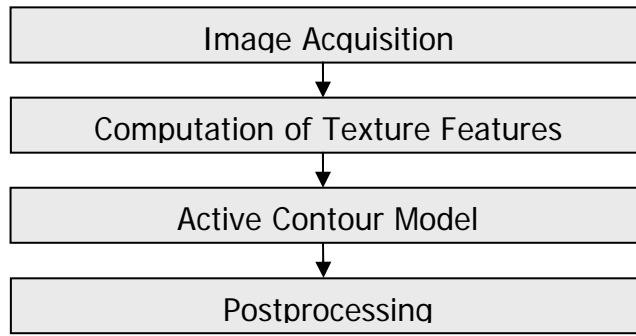 Image Acquisition
Computation of Texture Features
Active Contour Model
Postprocessing